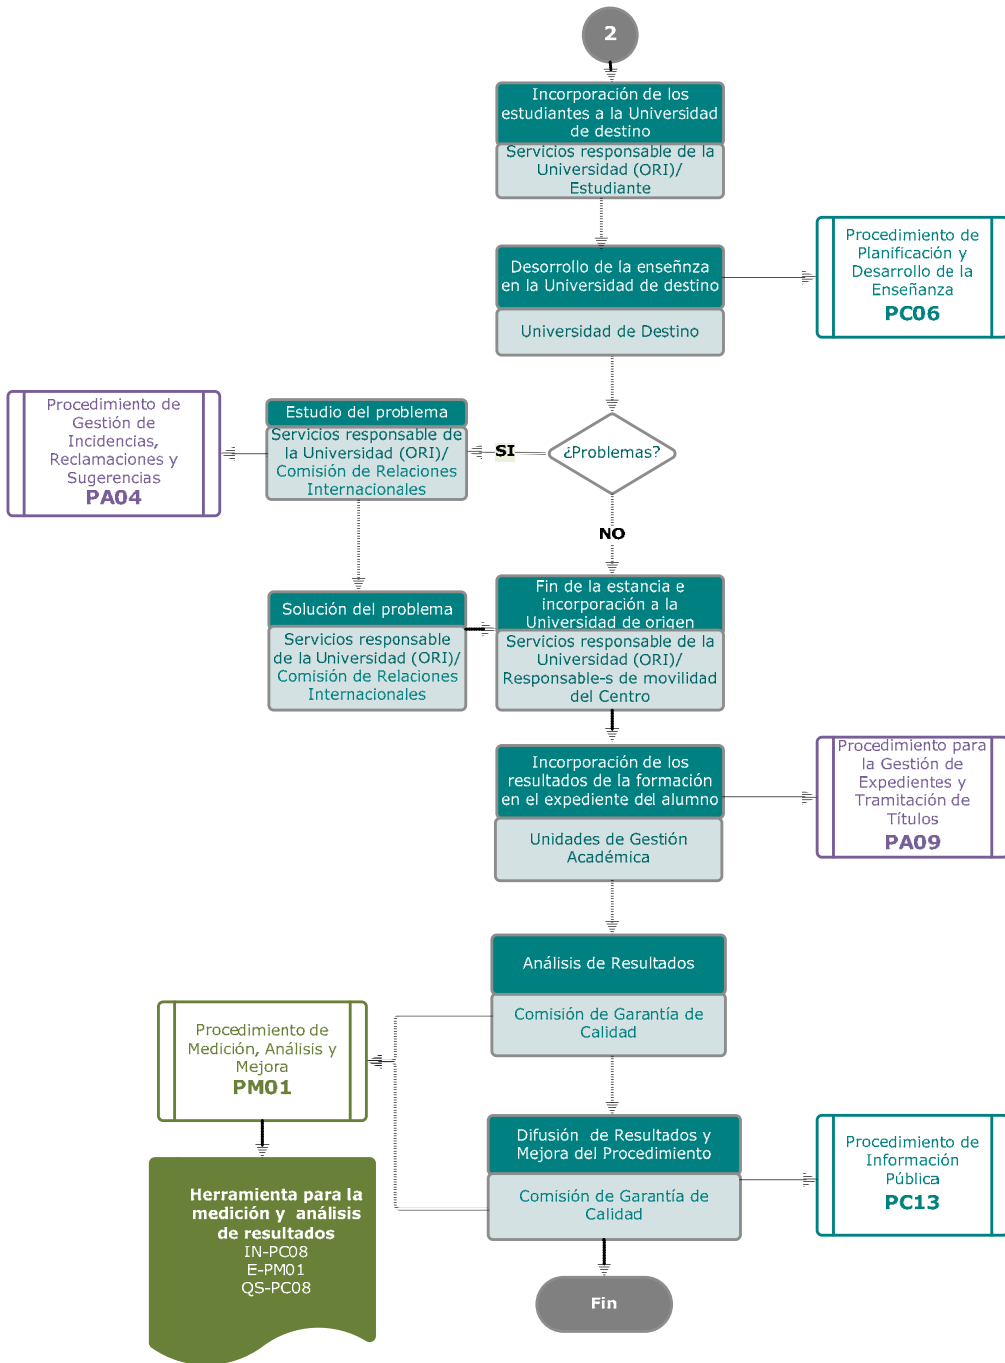 2
Incorporación de los
estudiantes a la Universidad
de destino
Servicios responsable de la
Universidad (ORI)/
Estudiante
Desorrollo de la enseñnza
en la Universidad de destino
Universidad de Destino
Procedimiento de
Planificación y
Desarrollo de la
Enseñanza
PC06
¿Problemas?
SI
Estudio del problema
Servicios responsable de
la Universidad (ORI)/
Comisión de Relaciones
Internacionales
Procedimiento de
Gestión de
Incidencias,
Reclamaciones y
Sugerencias
PA04
NO
Solución del problema
Servicios responsable
de la Universidad (ORI)/
Comisión de Relaciones
Internacionales
Fin de la estancia e
incorporación a la
Universidad de origen
Servicios responsable de la
Universidad (ORI)/
Responsable-s de movilidad
del Centro
Incorporación de los
resultados de la formación
en el expediente del alumno
Unidades de Gestión
Académica
Procedimiento para
la Gestión de
Expedientes y
Tramitación de
Títulos
PA09
Análisis de Resultados
Comisión de Garantía de
Calidad
Procedimiento de
Medición, Análisis y
Mejora
PM01
Difusión de Resultados y
Mejora del Procedimiento
Comisión de Garantía de
Calidad
Procedimiento de
Información
Pública
PC13
Herramienta para la
medición y análisis
de resultados
IN-PC08
E-PM01
QS-PC08
Fin